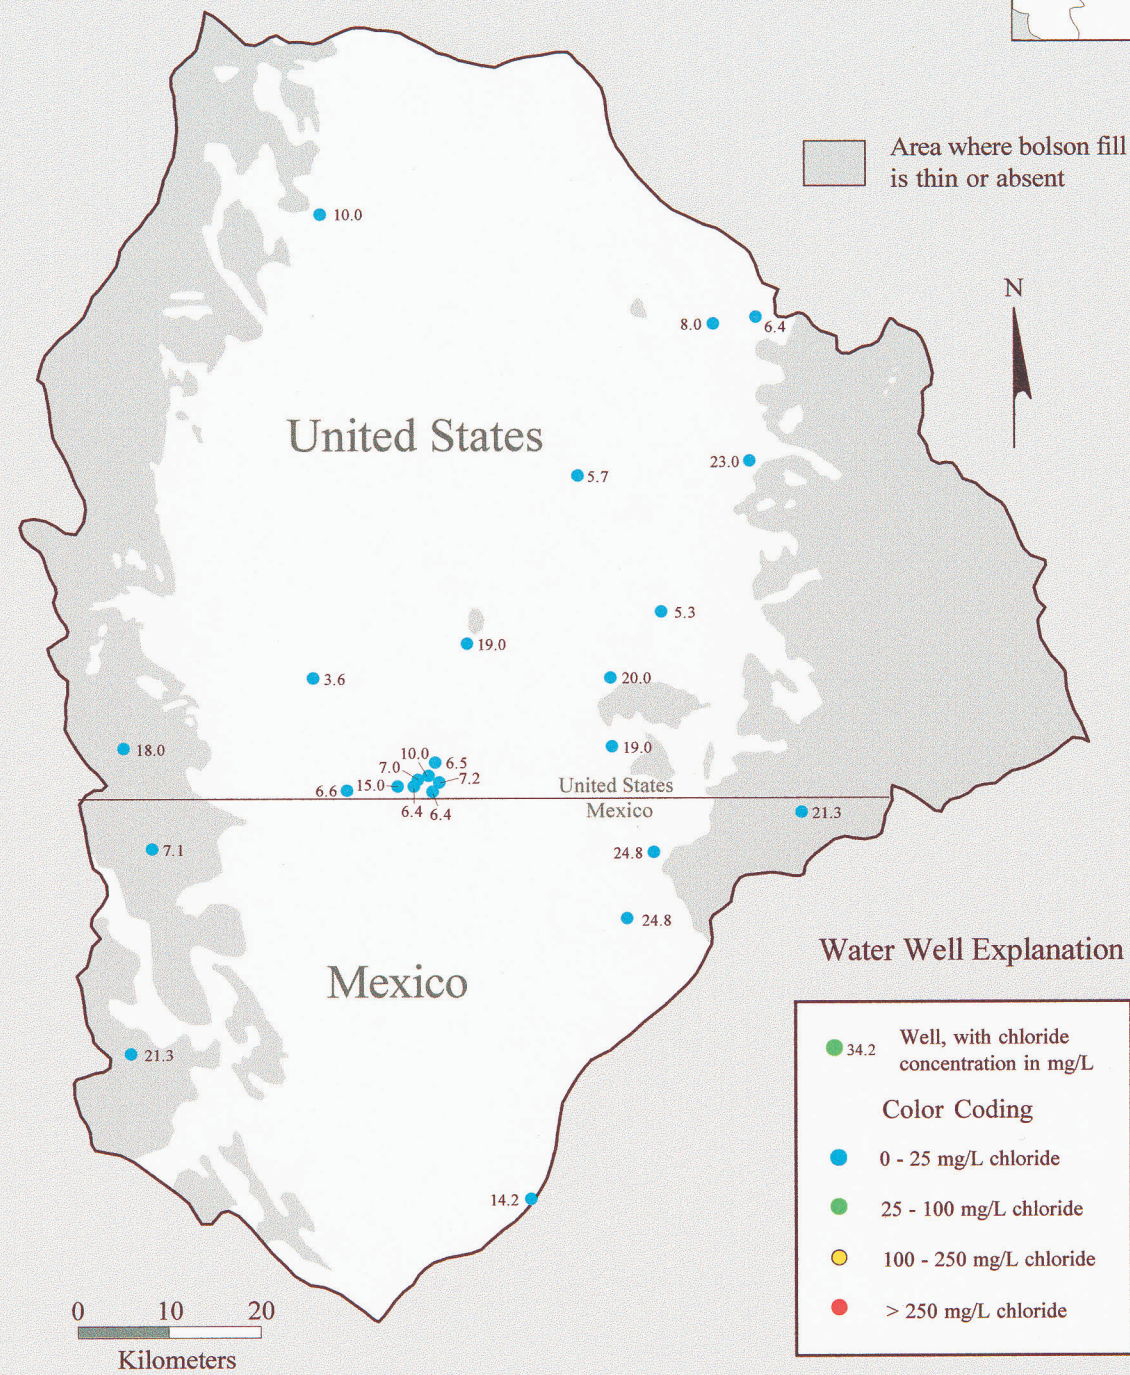 Area where bolson fill
is thin or absent
10.0
N
8.0
6.4
United States
23.0
5.7
5.3
19.0
3.6
20.0
18.0
19.0
10.0
6.5
7.0
7.2
6.6
15.0
6.4
6.4
United States
Mexico
21.3
7.1
24.8
24.8
Mexico
21.3
14.2
Water Well Explanation
34.2
Well, with chloride
concentration in mg/L
Color Coding
0 - 25 mg/L chloride
25 - 100 mg/L chloride
100 - 250 mg/L chloride
> 250 mg/L chloride
0 10 20
Kilometers